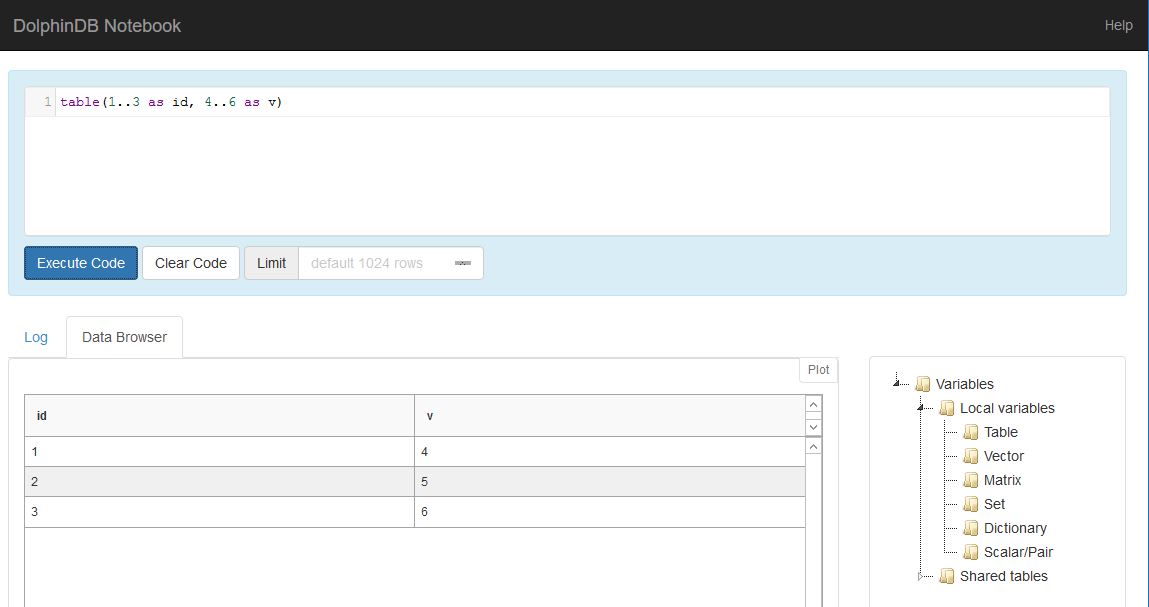 DolphinDB Notebook Help
1 table(1..3 as id, 4..6 as v)
Execute Code Clear Code Limit default 1024 rows
Log Data Browser
Plot
id v
1 4
2 5
3 6
Variables
Local variables
Table
Vector
Matrix
Set
Dictionary
Scalar/Pair
Shared tables